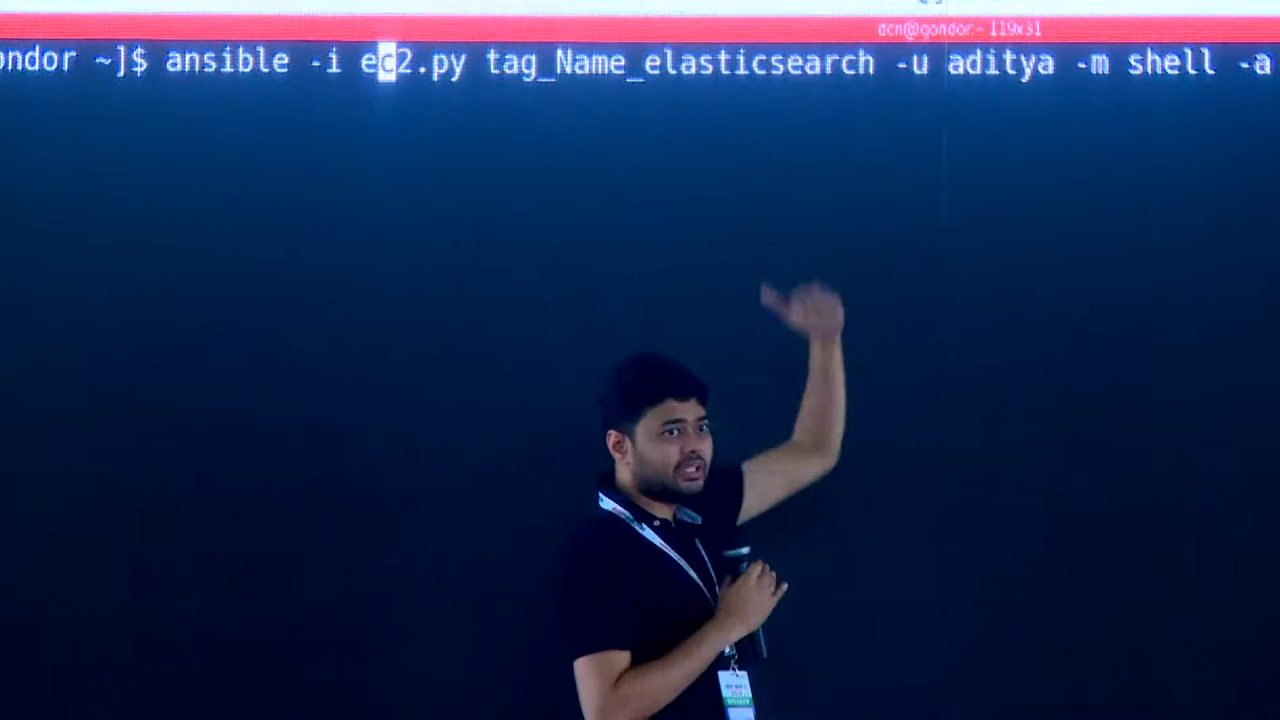 dcn@gondor:~ 119x31
ondor ~]$ ansible -i ec2.py tag_Name_elasticsearch -u aditya -m shell -a